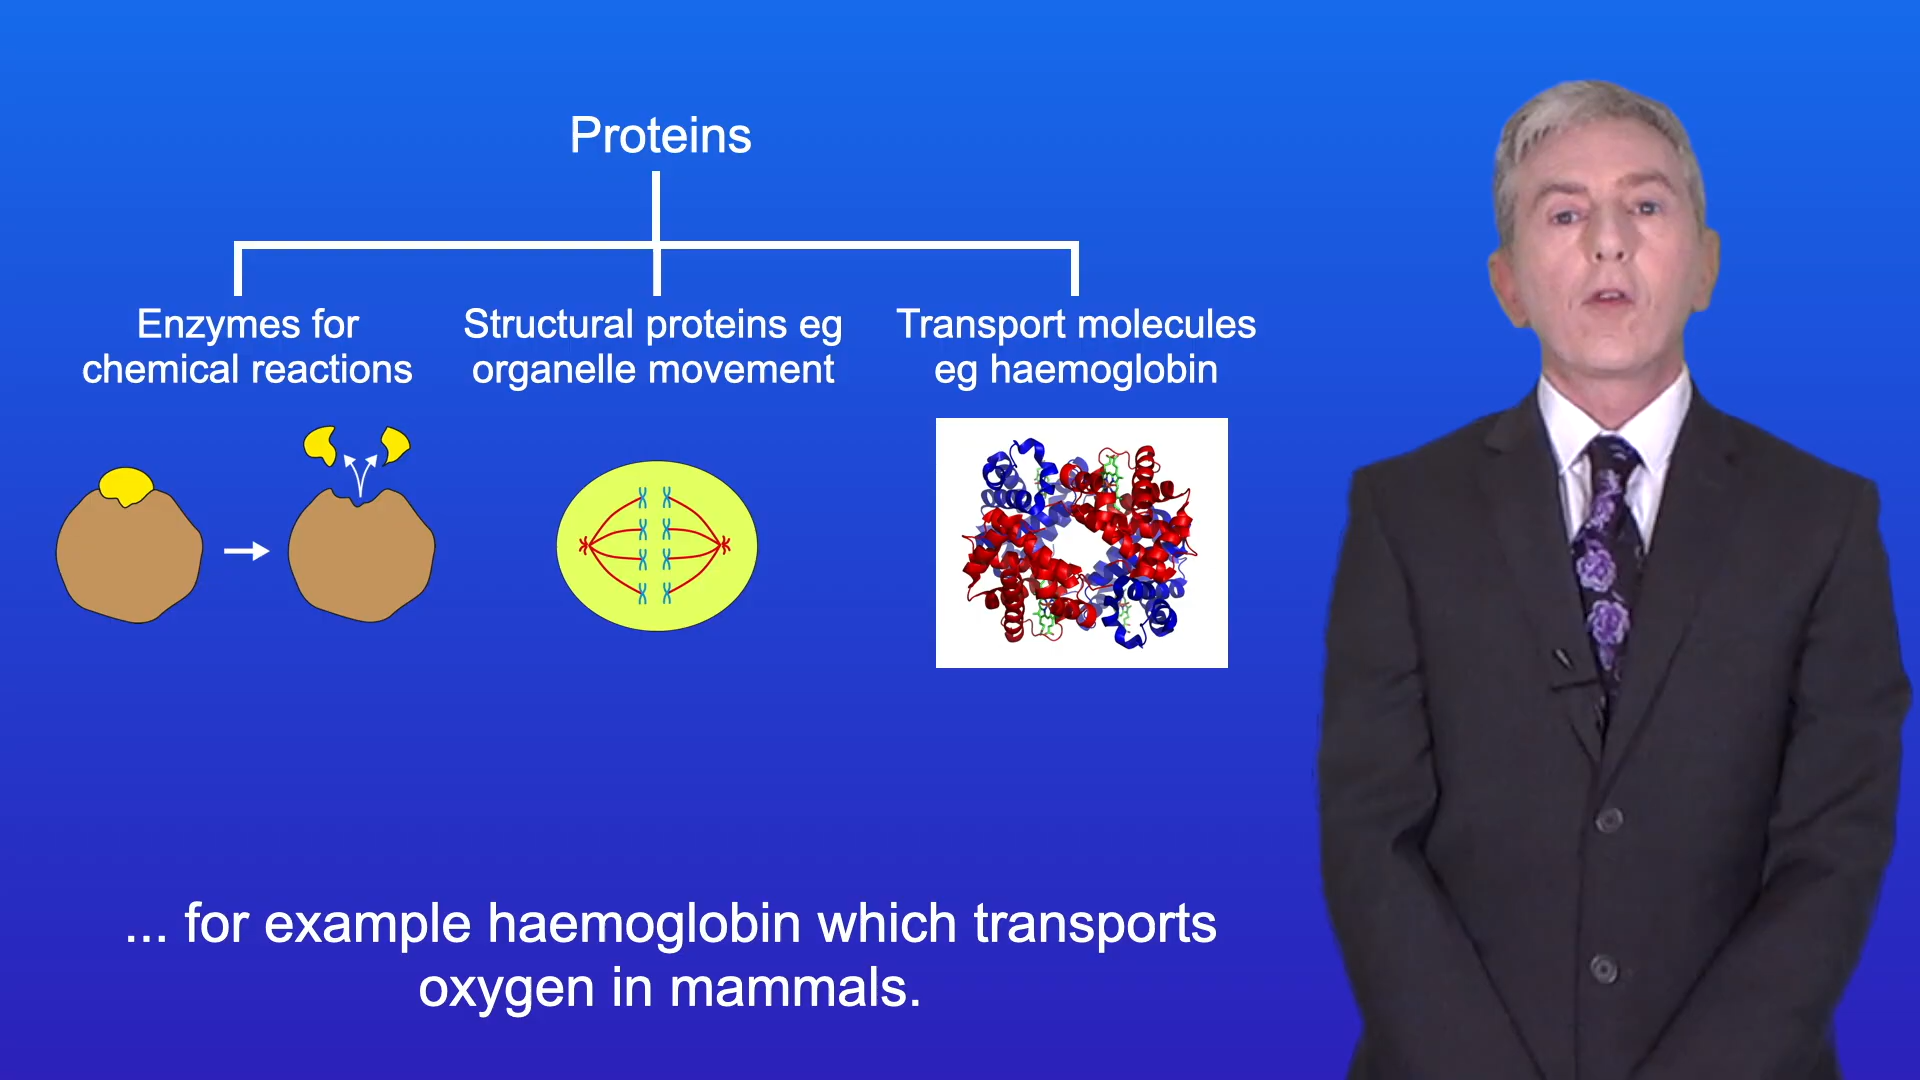 Proteins
Enzymes for
chemical reactions
Structural proteins eg
organelle movement
Transport molecules
eg haemoglobin
... for example haemoglobin which transports
oxygen in mammals.